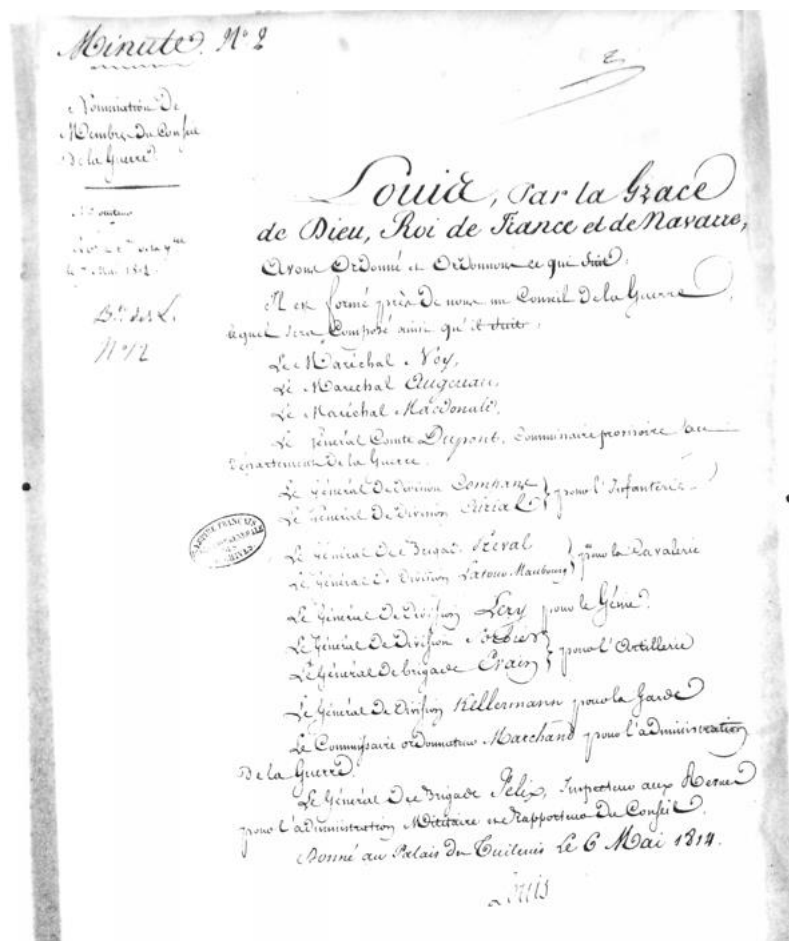 Minute. N° 2
Nomination De
Membres Du Conseil
De la Guerre.
B.in des L.
N° 12
Louis, Par la Grace
de Dieu, Roi de France et de Navarre,
Avons Ordonné et Ordonnons ce qui suit,
Il est formé près De nous un Conseil De la Guerre,
lequel sera Composé ainsi qu'il suit :
Le Maréchal Ney,
Le Maréchal Augereau,
Le Maréchal Macdonald,
Le Général Comte Dupont, Commissaire provisoire au
Département De la Guerre.
Le Général De Division Compans
Le Général De Division Curial } pour l'Infanterie
Le Général De Brigade Préval
Le Général De Division Latour Maubourg } pour la Cavalerie
Le Général De Division Lery pour le Génie.
Le Général De Division Sorbier
Le Général De brigade Evain } pour l'Artillerie
Le Général De Division Kellermann pour la Garde
Le Commissaire ordonnateur Marchand pour l'administration
De la Guerre.
Le Général De Brigade Félix, Inspecteur aux Revues
pour l'administration Militaire et Rapporteur Du Conseil.
Donné au Palais Des Tuileries Le 6 Mai 1814.
Louis